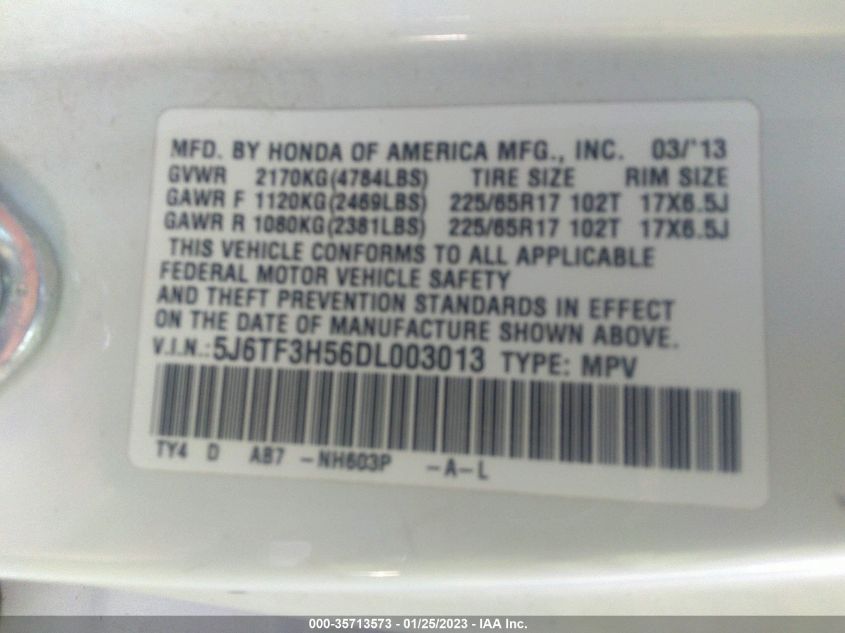 MFD. BY HONDA OF AMERICA MFG., INC. 03/'13
GVWR 2170KG(4784LBS) TIRE SIZE RIM SIZE
GAWR F 1120KG(2469LBS) 225/65R17 102T 17X6.5J
GAWR R 1080KG(2381LBS) 225/65R17 102T 17X6.5J
THIS VEHICLE CONFORMS TO ALL APPLICABLE
FEDERAL MOTOR VEHICLE SAFETY
AND THEFT PREVENTION STANDARDS IN EFFECT
ON THE DATE OF MANUFACTURE SHOWN ABOVE.
V.I.N.: 5J6TF3H56DL003013 TYPE: MPV
TY4 D AB7 -NH603P -A-L
000-35713573 — 01/25/2023 — IAA Inc.